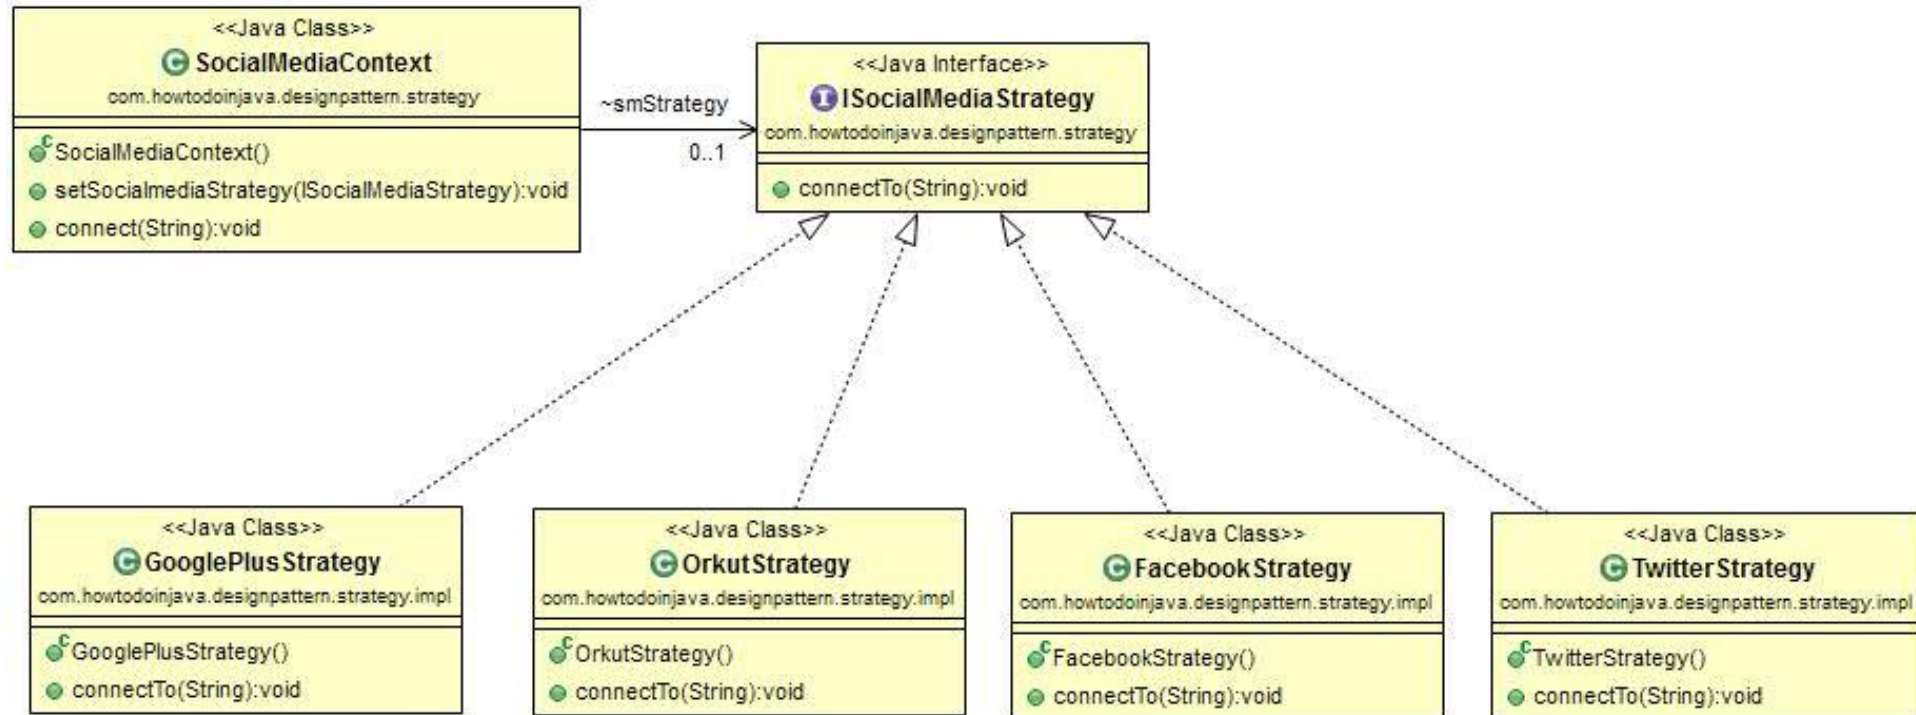 <<Java Class>>
SocialMediaContext
com.howtodoinjava.designpattern.strategy
SocialMediaContext()
setSocialmediaStrategy(ISocialMediaStrategy):void
connect(String):void
~smStrategy
0..1
<<Java Interface>>
ISocialMediaStrategy
com.howtodoinjava.designpattern.strategy
connectTo(String):void
<<Java Class>>
GooglePlusStrategy
com.howtodoinjava.designpattern.strategy.impl
GooglePlusStrategy()
connectTo(String):void
<<Java Class>>
OrkutStrategy
com.howtodoinjava.designpattern.strategy.impl
OrkutStrategy()
connectTo(String):void
<<Java Class>>
FacebookStrategy
com.howtodoinjava.designpattern.strategy.impl
FacebookStrategy()
connectTo(String):void
<<Java Class>>
TwitterStrategy
com.howtodoinjava.designpattern.strategy.impl
TwitterStrategy()
connectTo(String):void